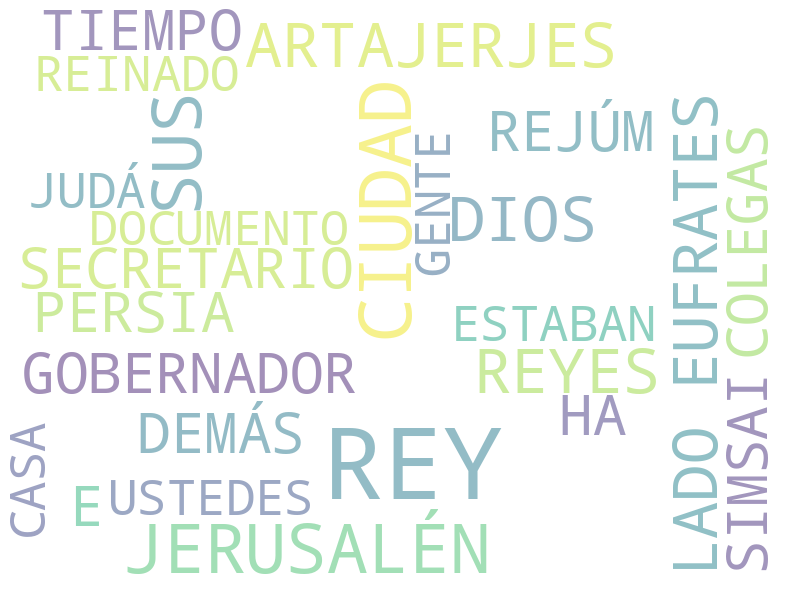 TIEMPO
ARTAJERJES
REINADO
SUS
CIUDAD
REJÚM
EUFRATES
COLEGAS
GENTE
JUDÁ
DIOS
DOCUMENTO
SECRETARIO
PERSIA
ESTABAN
GOBERNADOR
REYES
SIMSAI
HA
DEMÁS
CASA
REY
LADO
E
USTEDES
JERUSALÉN